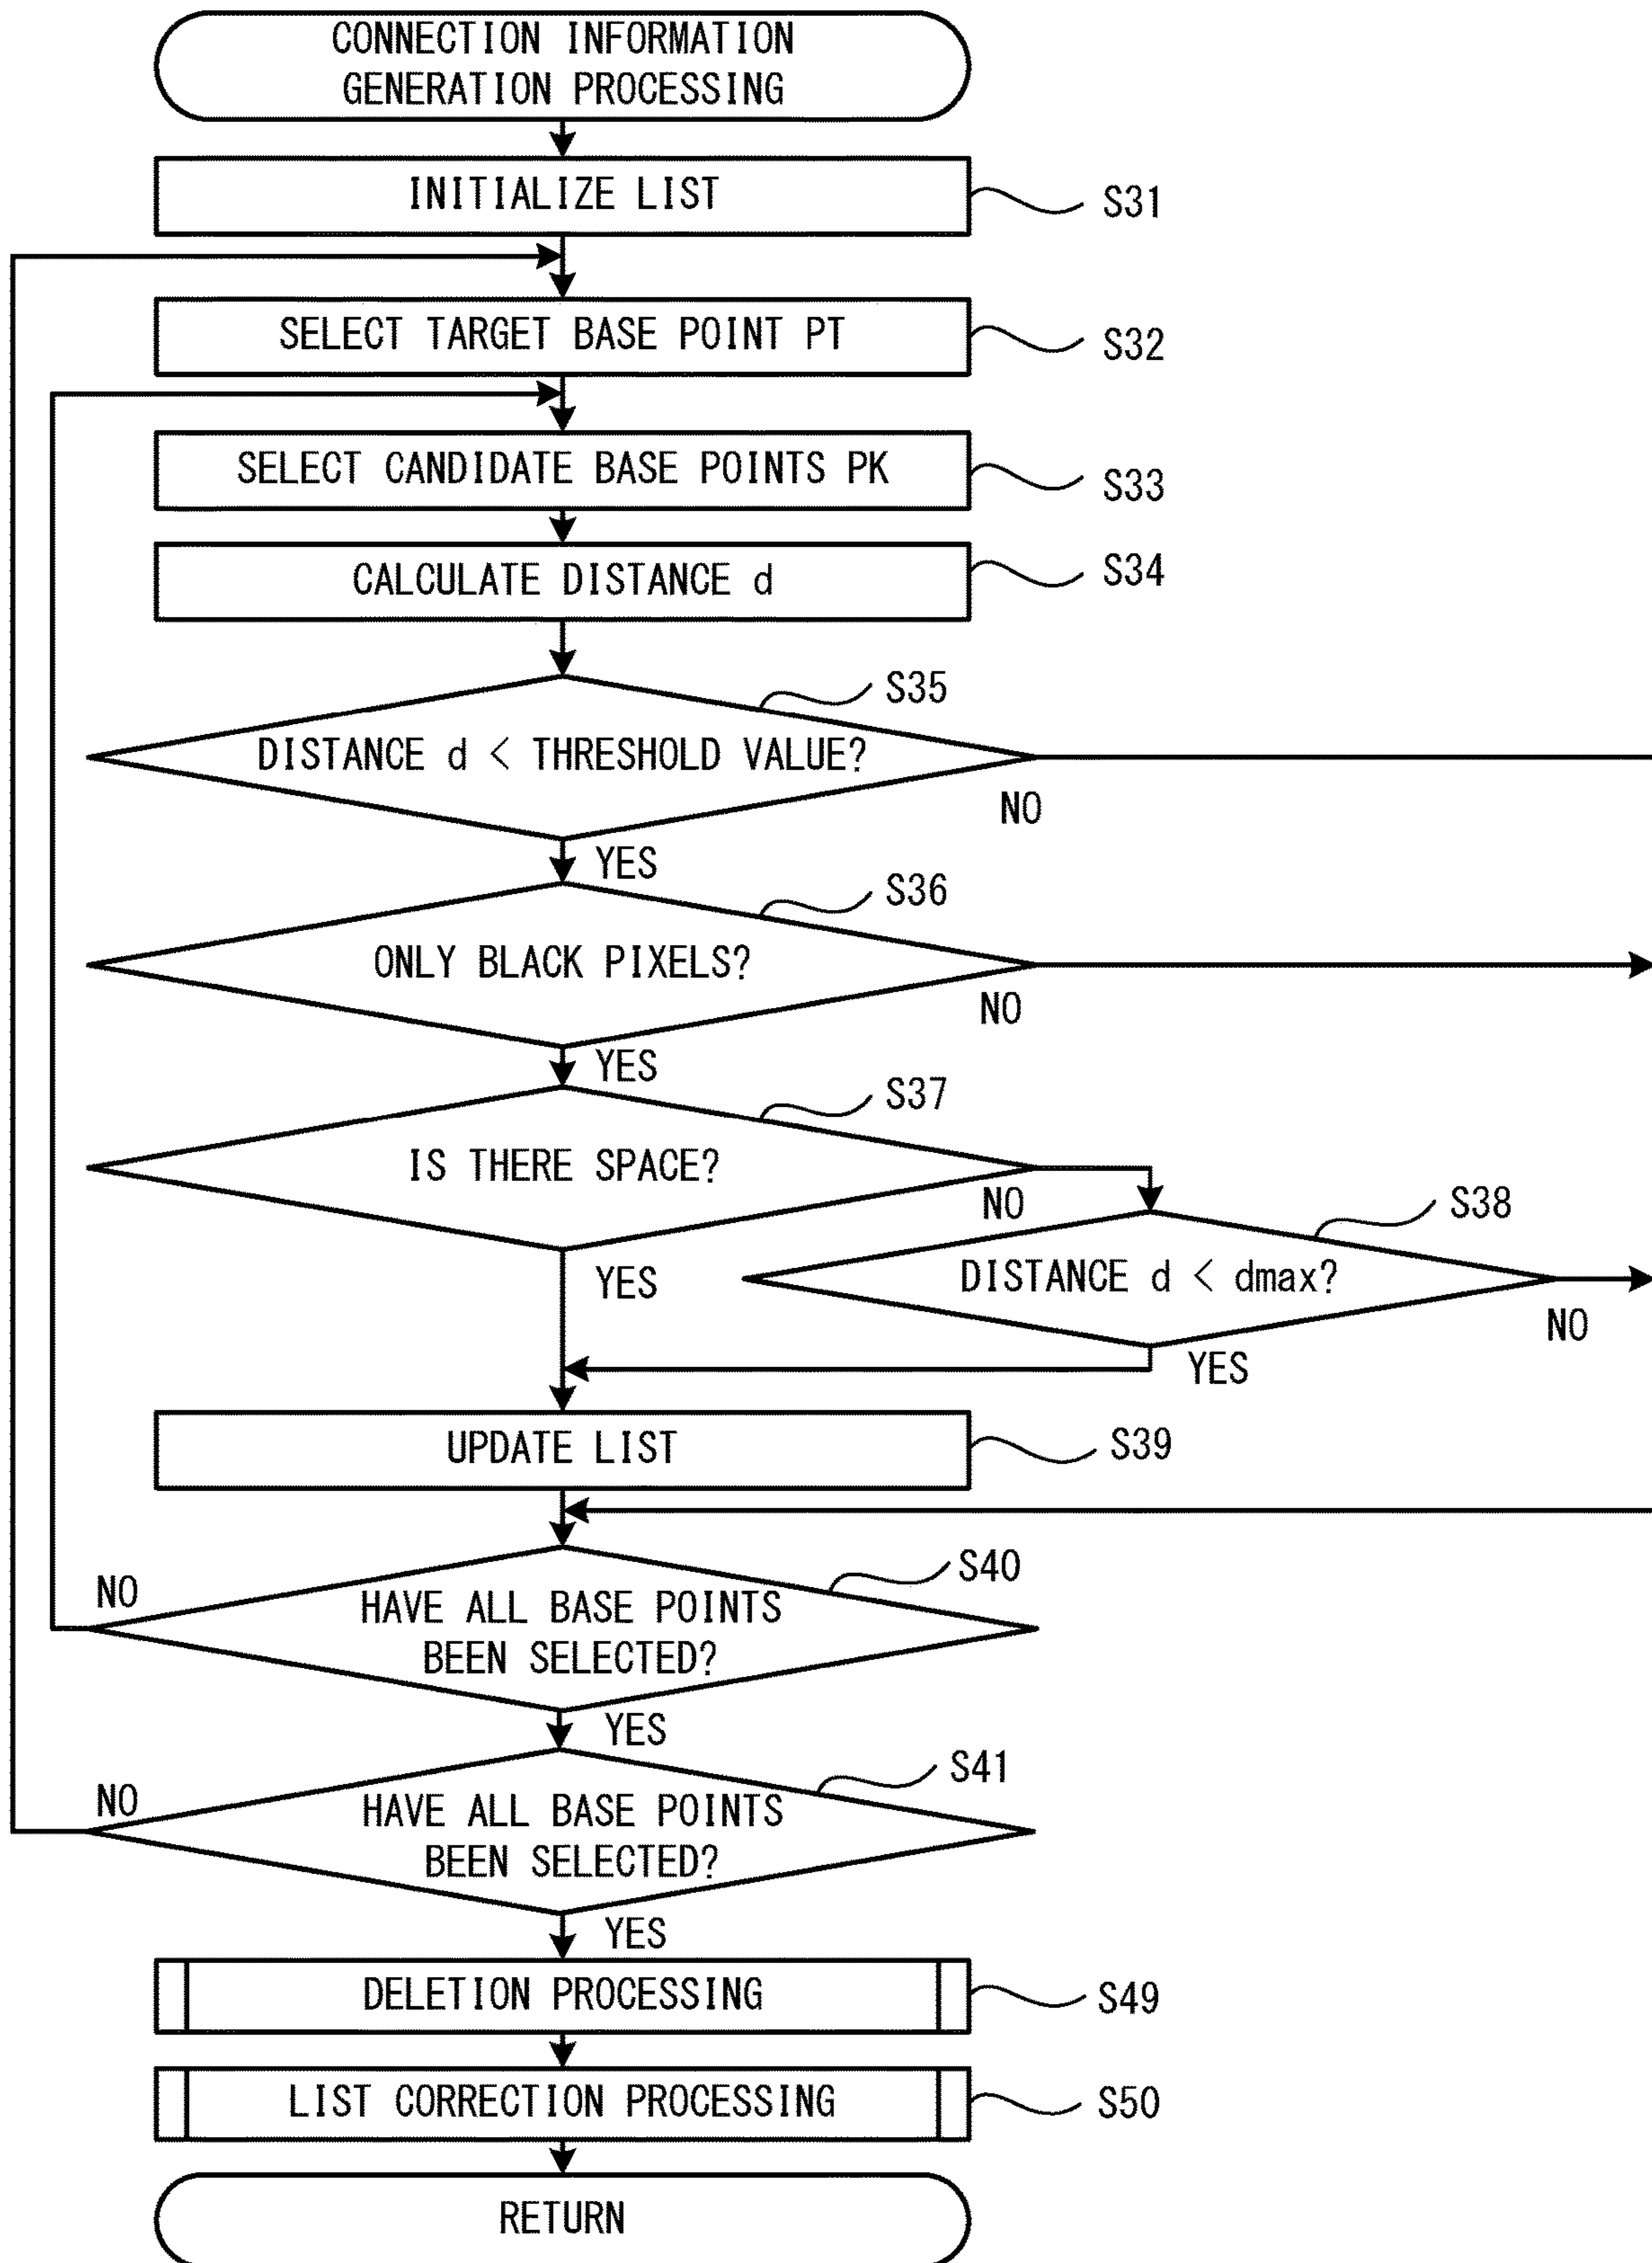 CONNECTION INFORMATION
GENERATION PROCESSING
INITIALIZE LIST
S31
SELECT TARGET BASE POINT PT
S32
SELECT CANDIDATE BASE POINTS PK
S33
CALCULATE DISTANCE d
S34
S35
DISTANCE d < THRESHOLD VALUE?
NO
YES
S36
ONLY BLACK PIXELS?
NO
YES
S37
IS THERE SPACE?
NO
S38
YES
DISTANCE d < dmax?
NO
YES
UPDATE LIST
S39
S40
NO
HAVE ALL BASE POINTS
BEEN SELECTED?
YES
S41
NO
HAVE ALL BASE POINTS
BEEN SELECTED?
YES
DELETION PROCESSING
S49
LIST CORRECTION PROCESSING
S50
RETURN